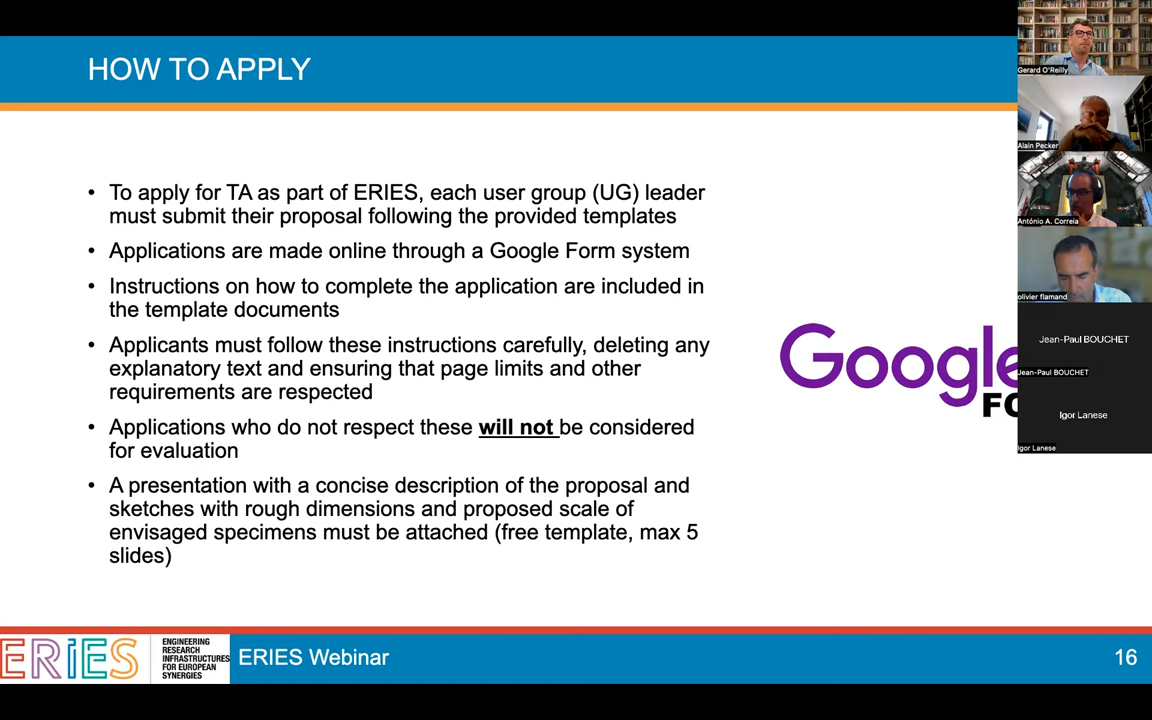 HOW TO APPLY
• To apply for TA as part of ERIES, each user group (UG) leader
must submit their proposal following the provided templates
• Applications are made online through a Google Form system
• Instructions on how to complete the application are included in
the template documents
• Applicants must follow these instructions carefully, deleting any
explanatory text and ensuring that page limits and other
requirements are respected
• Applications who do not respect these will not be considered
for evaluation
• A presentation with a concise description of the proposal and
sketches with rough dimensions and proposed scale of
envisaged specimens must be attached (free template, max 5
slides)
Google
FO
Gerard O'Reilly
Alain Pecker
António A. Correia
olivier flamand
Jean-Paul BOUCHET
Jean-Paul BOUCHET
Igor Lanese
Igor Lanese
ERIES
ENGINEERING
RESEARCH
INFRASTRUCTURES
FOR EUROPEAN
SYNERGIES
ERIES Webinar
16